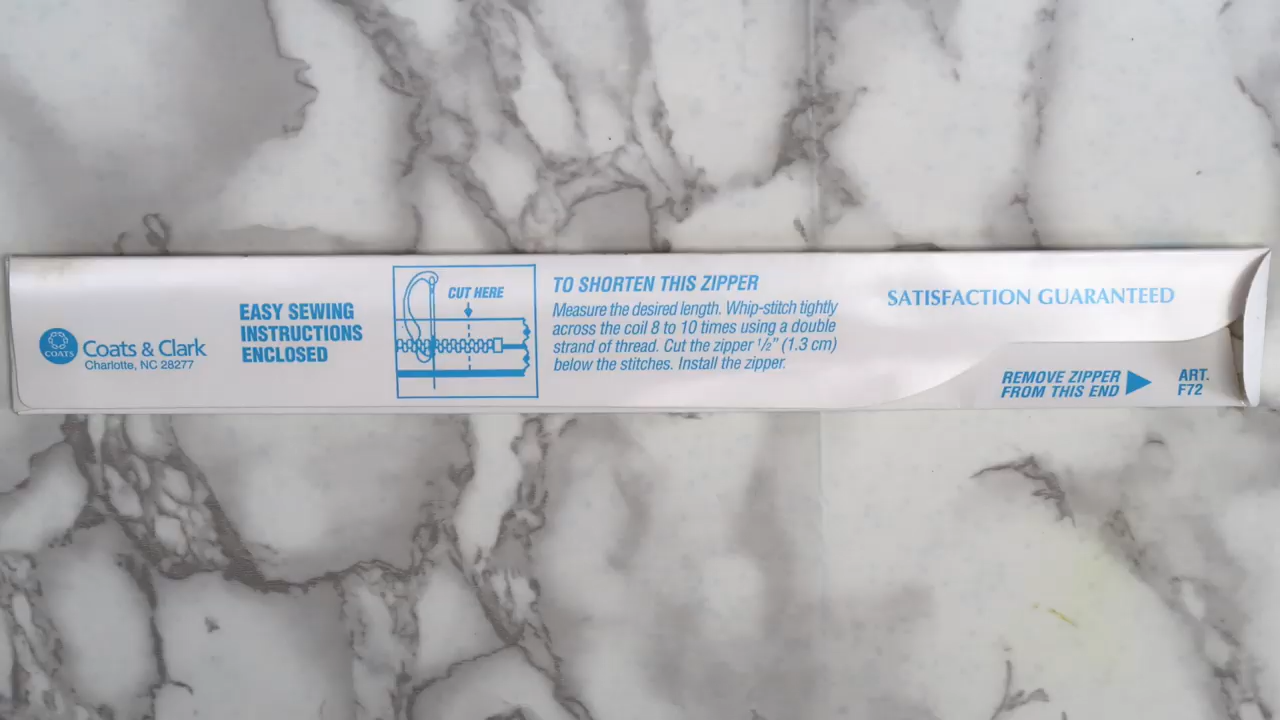 COATS
Coats & Clark
Charlotte, NC 28277
EASY SEWING
INSTRUCTIONS
ENCLOSED
CUT HERE
TO SHORTEN THIS ZIPPER
Measure the desired length. Whip-stitch tightly
across the coil 8 to 10 times using a double
strand of thread. Cut the zipper ½" (1.3 cm)
below the stitches. Install the zipper.
SATISFACTION GUARANTEED
REMOVE ZIPPER
FROM THIS END
ART.
F72